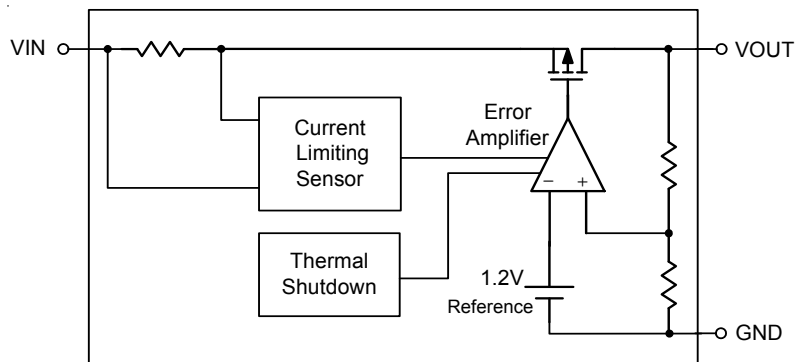 VIN
VOUT
Current
Limiting
Sensor
Error
Amplifier
− +
Thermal
Shutdown
1.2V
Reference
GND